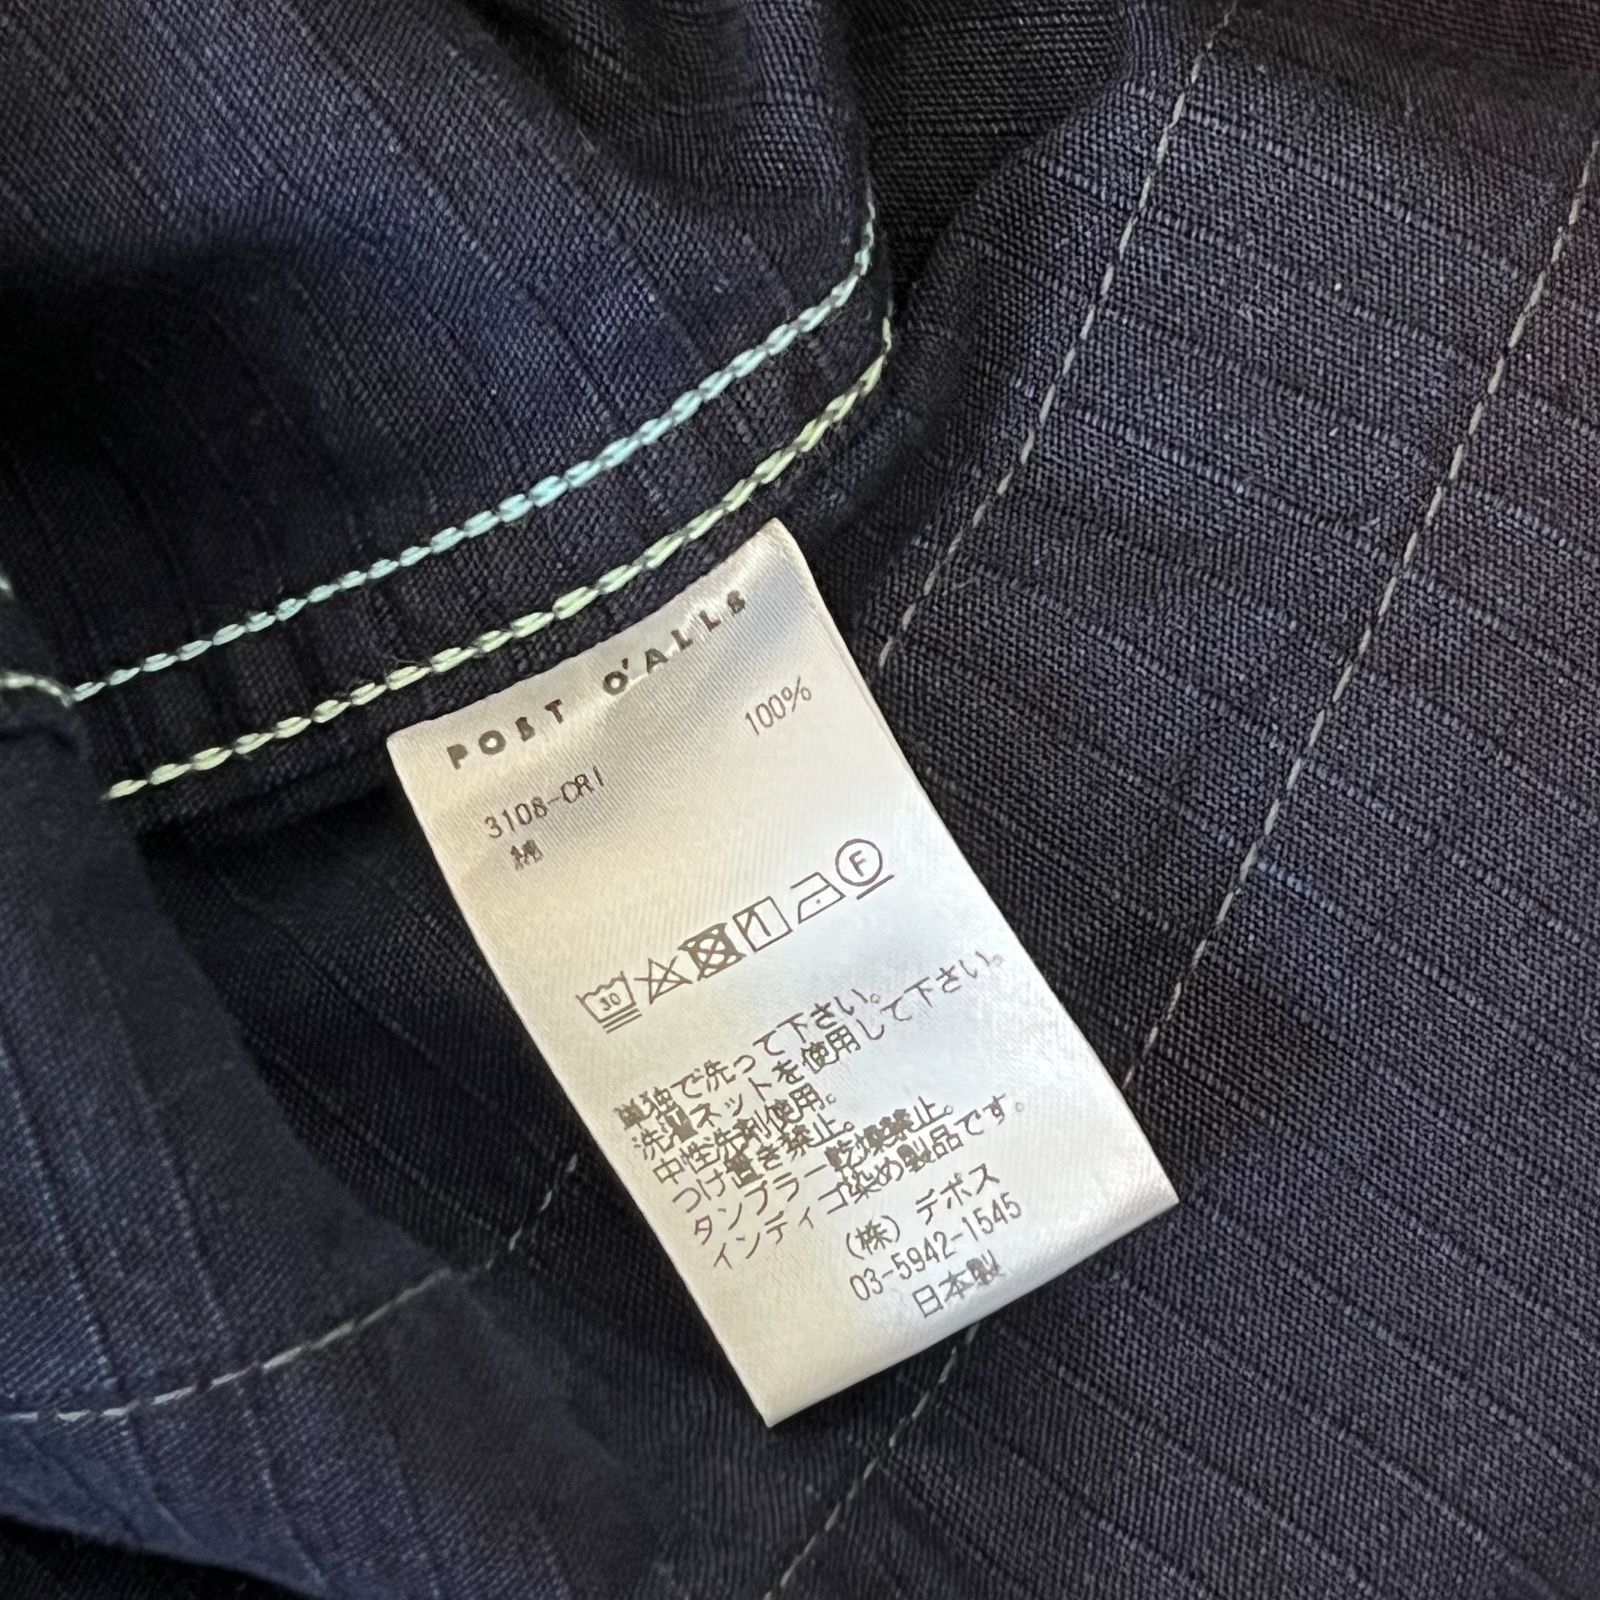 POST O'ALLS
3108-CRI
綿 100%
30 F
単独で洗って下さい。
洗濯ネットを使用して下さい。
中性洗剤使用。
つけ置き禁止。
タンブラー乾燥禁止。
インディゴ染め製品です。
(株) デポス
03-5942-1545
日本製